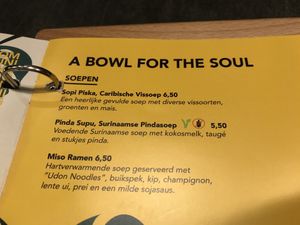 A BOWL FOR THE SOUL
SOEPEN
Sopi Piska, Caribische Vissoep 6,50
Een heerlijke gevulde soep met diverse vissoorten,
groenten en mais.
Pinda Supu, Surinaamse Pindasoep 5,50
Voedende Surinaamse soep met kokosmelk, taugé
en stukjes pinda.
Miso Ramen 6,50
Hartverwarmende soep geserveerd met
"Udon Noodles", buikspek, kip, champignon,
lente ui, prei en een milde sojasaus.